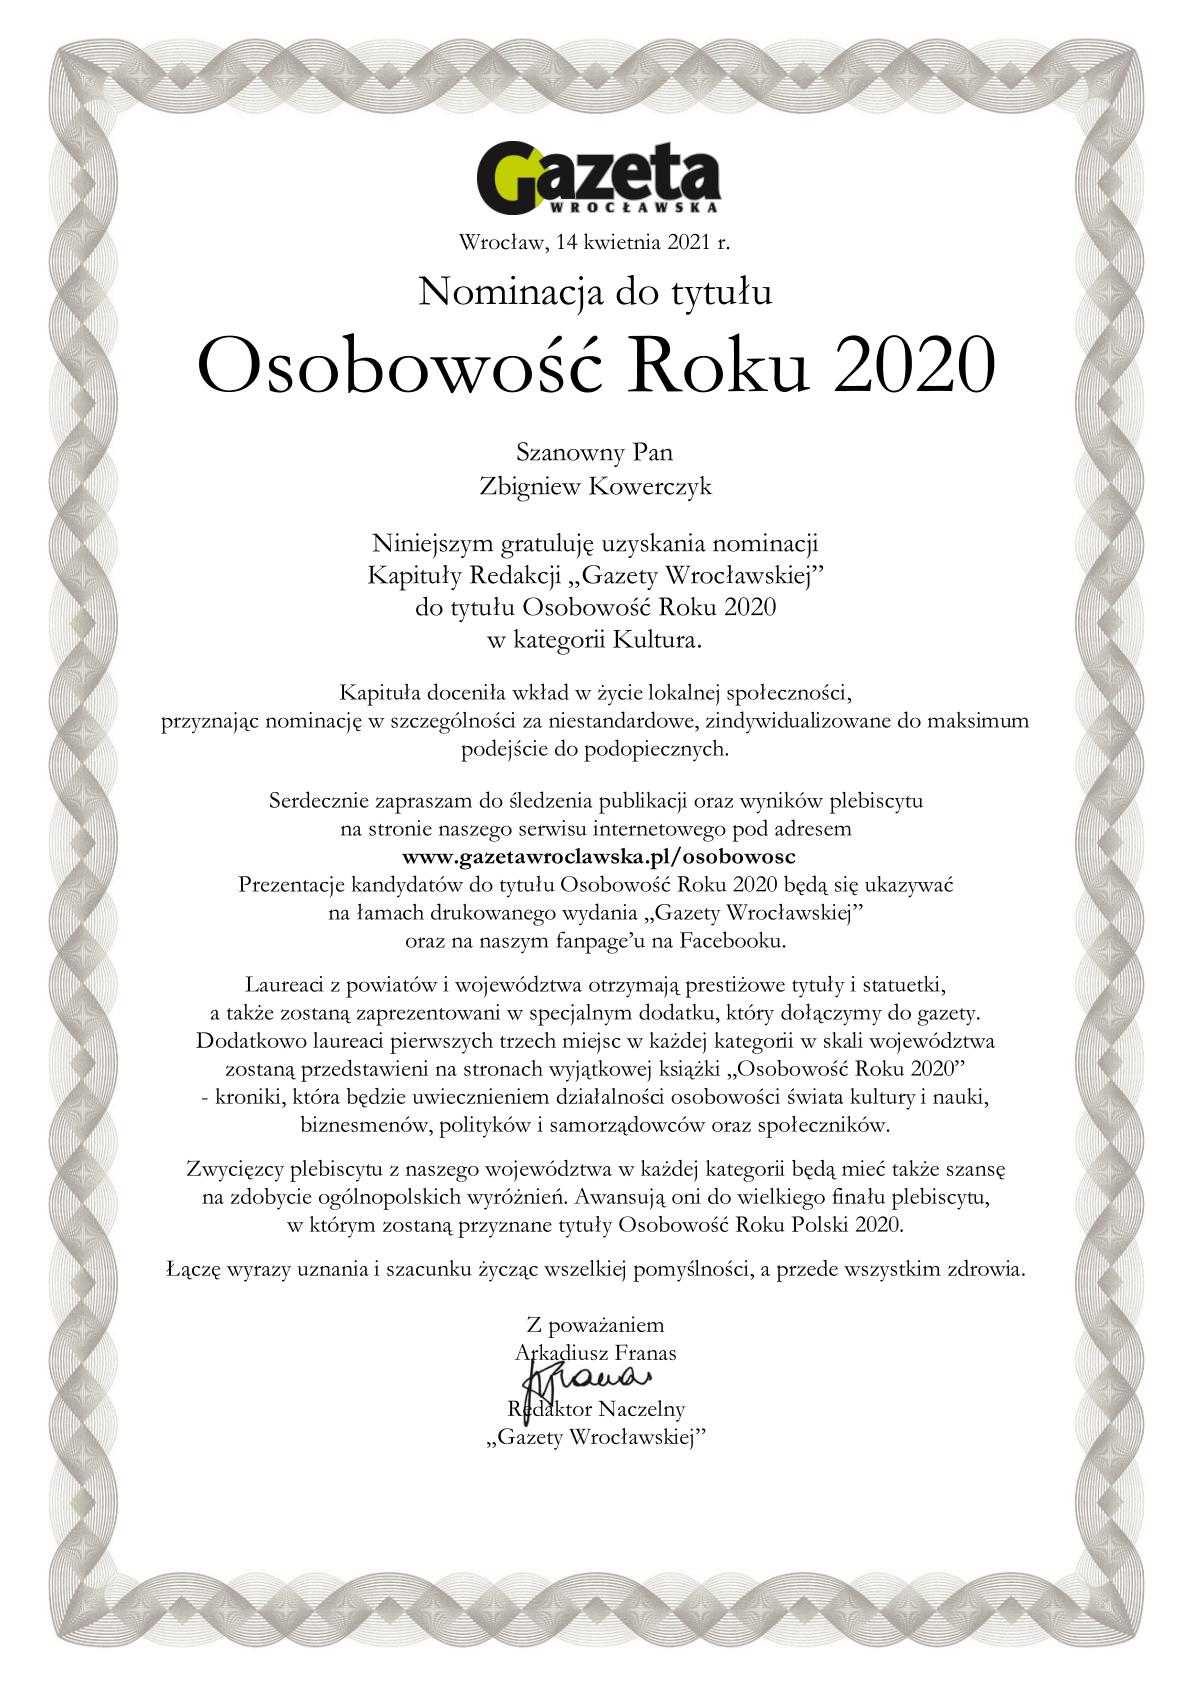 Gazeta
WROCŁAWSKA
Wrocław, 14 kwietnia 2021 r.
Nominacja do tytułu
Osobowość Roku 2020
Szanowny Pan
Zbigniew Kowerczyk
Niniejszym gratuluję uzyskania nominacji
Kapituły Redakcji „Gazety Wrocławskiej”
do tytułu Osobowość Roku 2020
w kategorii Kultura.
Kapituła doceniła wkład w życie lokalnej społeczności,
przyznając nominację w szczególności za niestandardowe, zindywidualizowane do maksimum
podejście do podopiecznych.
Serdecznie zapraszam do śledzenia publikacji oraz wyników plebiscytu
na stronie naszego serwisu internetowego pod adresem
www.gazetawroclawska.pl/osobowosc
Prezentacje kandydatów do tytułu Osobowość Roku 2020 będą się ukazywać
na łamach drukowanego wydania „Gazety Wrocławskiej”
oraz na naszym fanpage’u na Facebooku.
Laureaci z powiatów i województwa otrzymają prestiżowe tytuły i statuetki,
a także zostaną zaprezentowani w specjalnym dodatku, który dołączymy do gazety.
Dodatkowo laureaci pierwszych trzech miejsc w każdej kategorii w skali województwa
zostaną przedstawieni na stronach wyjątkowej książki „Osobowość Roku 2020”
- kroniki, która będzie uwiecznieniem działalności osobowości świata kultury i nauki,
biznesmenów, polityków i samorządowców oraz społeczników.
Zwycięzcy plebiscytu z naszego województwa w każdej kategorii będą mieć także szansę
na zdobycie ogólnopolskich wyróżnień. Awansują oni do wielkiego finału plebiscytu,
w którym zostaną przyznane tytuły Osobowość Roku Polski 2020.
Łączę wyrazy uznania i szacunku życząc wszelkiej pomyślności, a przede wszystkim zdrowia.
Z poważaniem
Arkadiusz Franas
Franas
Redaktor Naczelny
„Gazety Wrocławskiej”